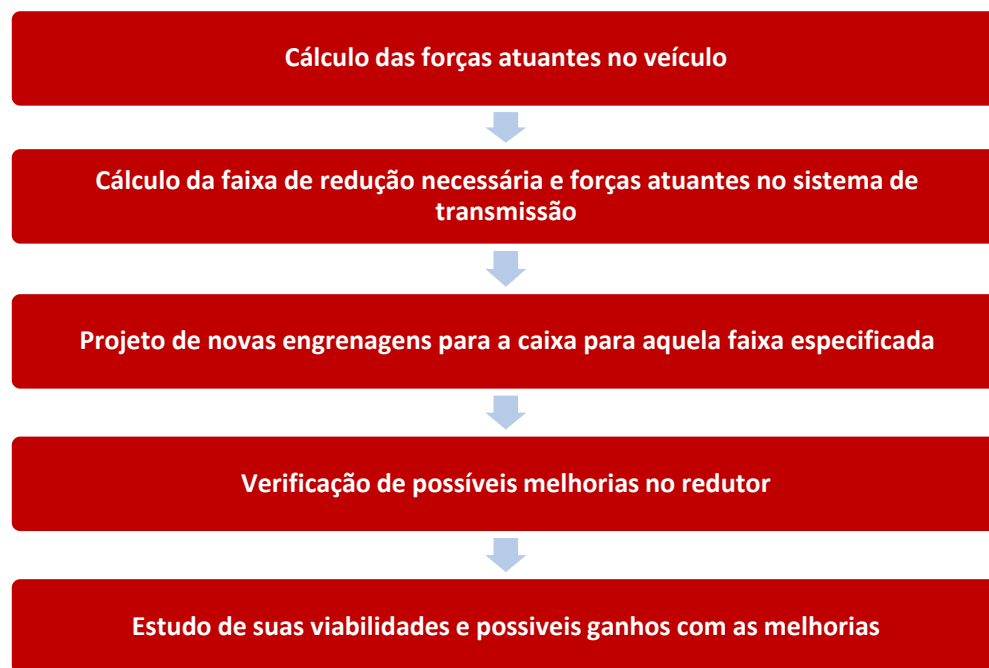 Cálculo das forças atuantes no veículo
Cálculo da faixa de redução necessária e forças atuantes no sistema de
transmissão
Projeto de novas engrenagens para a caixa para aquela faixa especificada
Verificação de possíveis melhorias no redutor
Estudo de suas viabilidades e possiveis ganhos com as melhorias